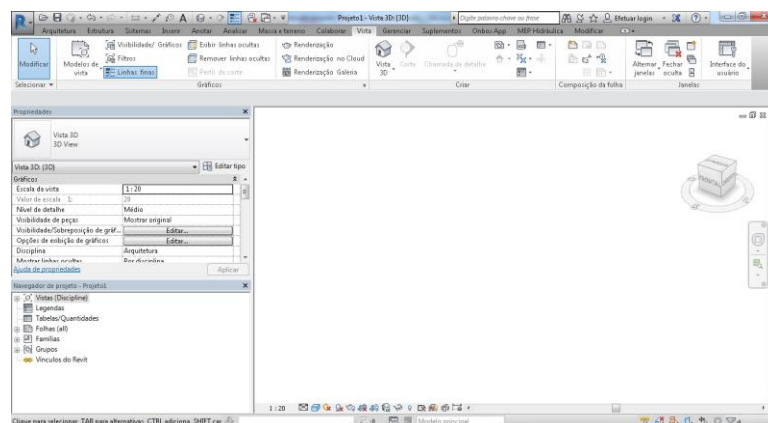 Projeto1 - Vista 3D: {3D}
Digite palavra-chave ou frase
Efetuar login
Arquitetura Estrutura Sistemas Inserir Anotar Analisar Massa e terreno Colaborar Vista Gerenciar Suplementos Onbox App MEP Hidráulica Modificar
Modificar
Modelos de vista
Visibilidade/ Gráficos
Filtros
Linhas finas
Exibir linhas ocultas
Remover linhas ocultas
Perfil de corte
Renderização
Renderização no Cloud
Renderização Galeria
Vista 3D
Corte
Chamada de detalhe
Alternar janelas
Fechar oculta
Interface do usuário
Selecionar
Gráficos
Criar
Composição da folha
Janelas
Propriedades
Vista 3D
3D View
Vista 3D: {3D}
Editar tipo
Gráficos
Escala da vista 1 : 20
Valor de escala 1: 20
Nível de detalhe Médio
Visibilidade de peças Mostrar original
Visibilidade/Sobreposição de gráf... Editar...
Opções de exibição de gráficos Editar...
Disciplina Arquitetura
Mostrar linhas ocultas Por disciplina
Ajuda de propriedades
Aplicar
Navegador de projeto - Projeto1
Vistas (Discipline)
Legendas
Tabelas/Quantidades
Folhas (all)
Famílias
Grupos
Vínculos do Revit
FRONTAL
1 : 20
Clique para selecionar, TAB para alternativas, CTRL adiciona, SHIFT car
Modelo principal